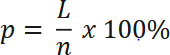 p = L/n x 100%